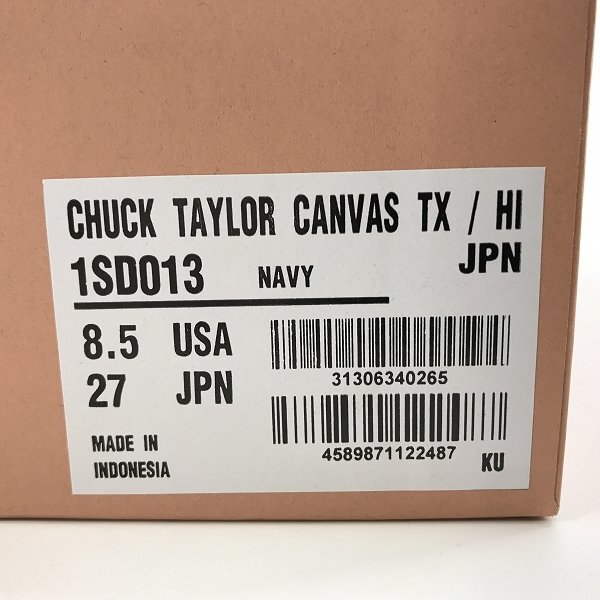 CHUCK TAYLOR CANVAS TX / HI
1SD013 NAVY JPN
8.5 USA
27 JPN
31306340265
MADE IN
INDONESIA
4589871122487 KU